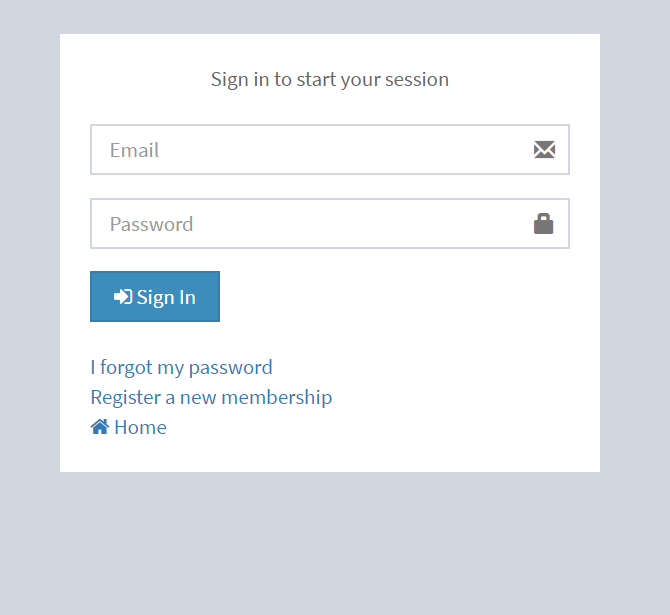 Sign in to start your session
Email
Password
Sign In
I forgot my password
Register a new membership
Home